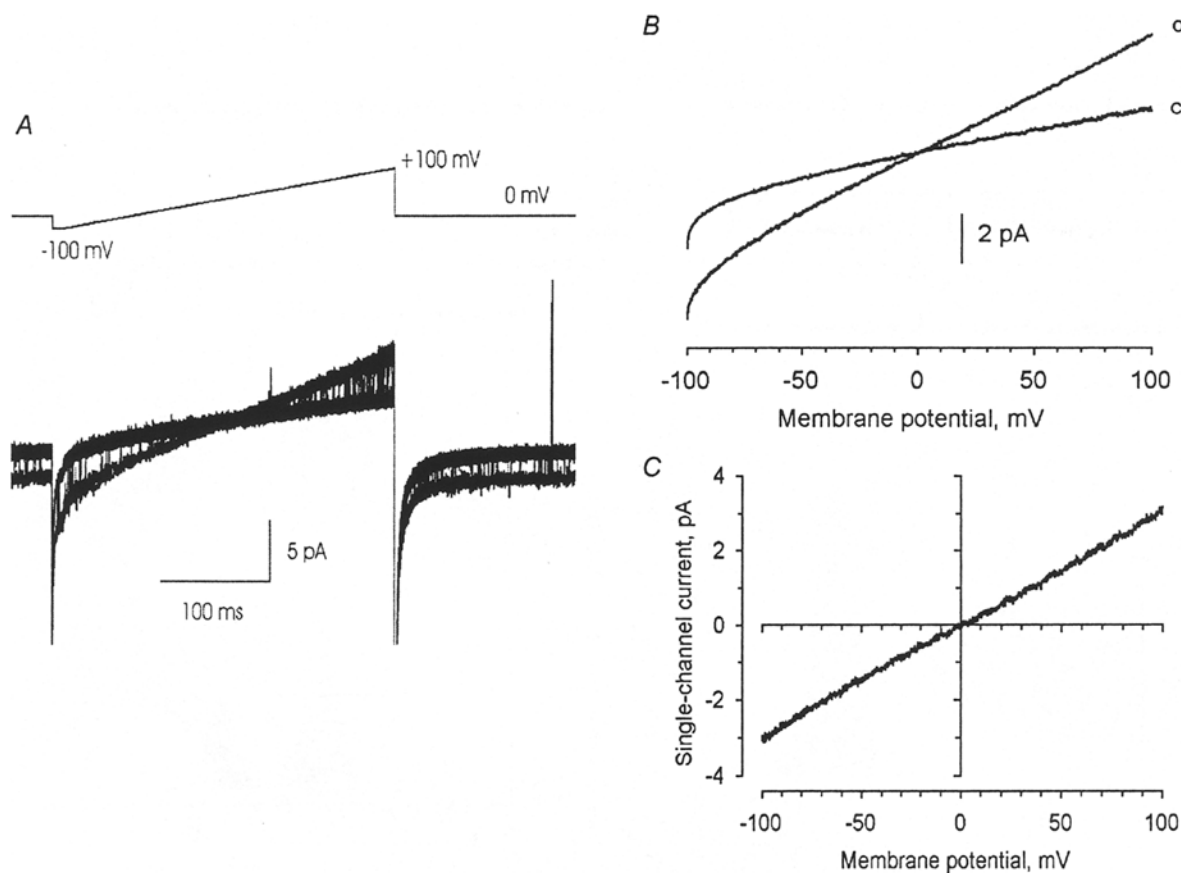 A
+100 mV
0 mV
-100 mV
5 pA
100 ms
B
o
c
2 pA
-100 -50 0 50 100
Membrane potential, mV
C
Single-channel current, pA
4
2
0
-2
-4
-100 -50 0 50 100
Membrane potential, mV